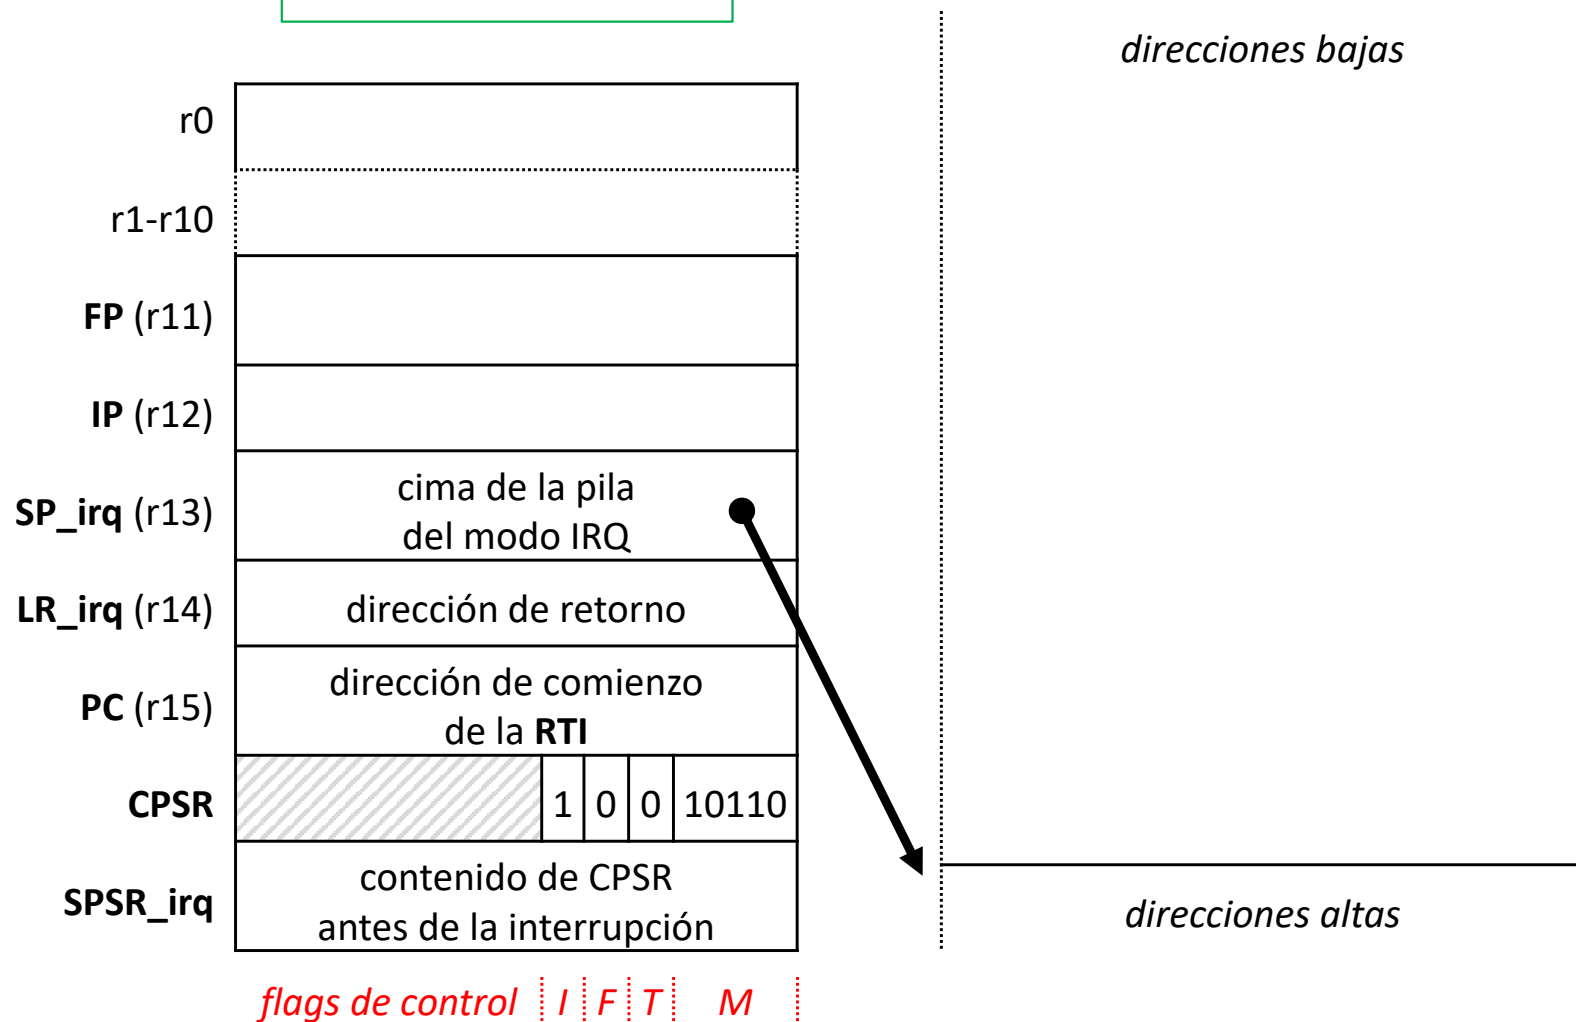 direcciones bajas
r0
r1-r10
FP (r11)
IP (r12)
SP_irq (r13)
cima de la pila
del modo IRQ
LR_irq (r14)
dirección de retorno
PC (r15)
dirección de comienzo
de la RTI
CPSR
1 0 0 10110
SPSR_irq
contenido de CPSR
antes de la interrupción
direcciones altas
flags de control I F T M